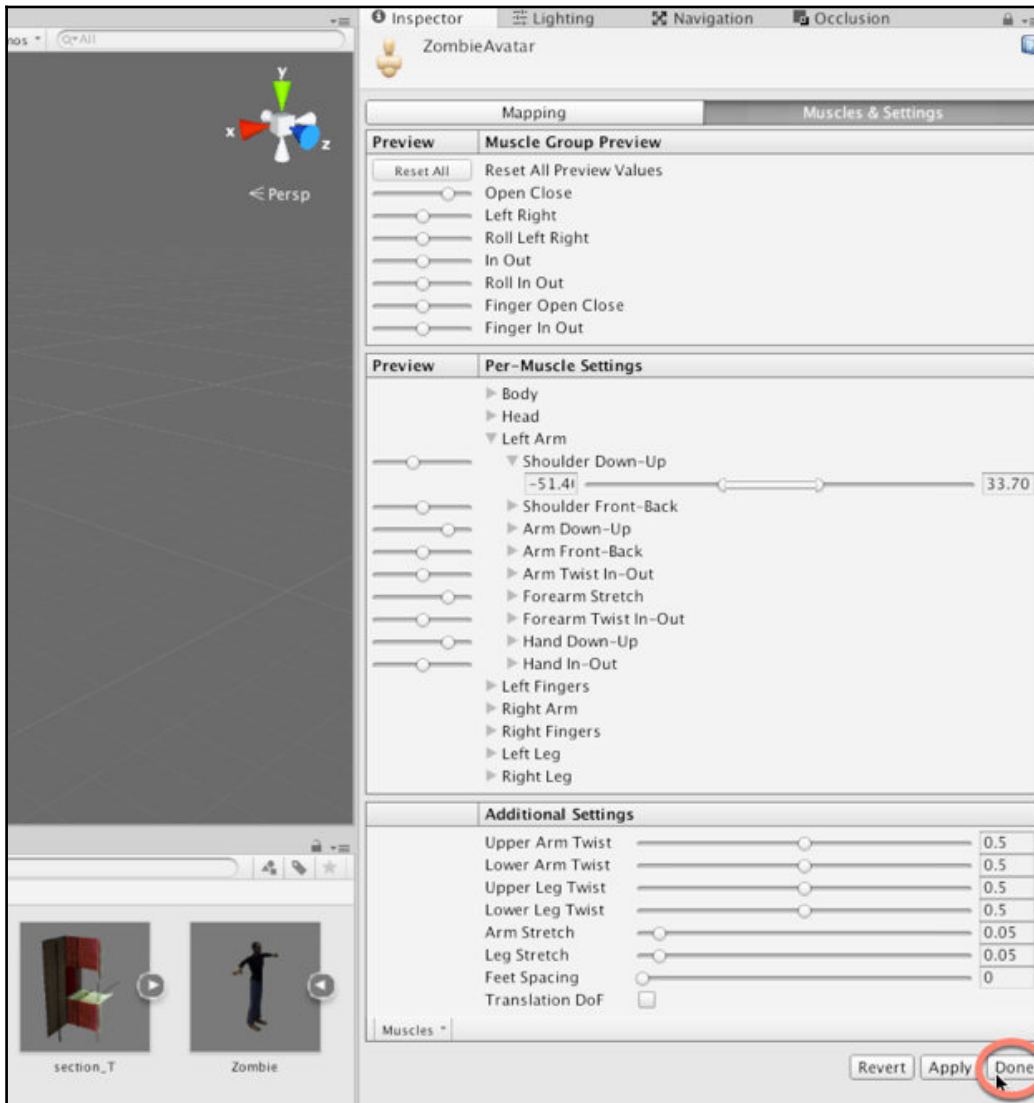 Inspector Lighting Navigation Occlusion
All
ZombieAvatar
y
x
z
Persp
Mapping Muscles & Settings
Preview Muscle Group Preview
Reset All Reset All Preview Values
Open Close
Left Right
Roll Left Right
In Out
Roll In Out
Finger Open Close
Finger In Out
Preview Per-Muscle Settings
Body
Head
Left Arm
Shoulder Down-Up
33.70
Shoulder Front-Back
Arm Down-Up
Arm Front-Back
Arm Twist In-Out
Forearm Stretch
Forearm Twist In-Out
Hand Down-Up
Hand In-Out
Left Fingers
Right Arm
Right Fingers
Left Leg
Right Leg
Additional Settings
Upper Arm Twist 0.5
Lower Arm Twist 0.5
Upper Leg Twist 0.5
Lower Leg Twist 0.5
Arm Stretch 0.05
Leg Stretch 0.05
Feet Spacing 0
Translation DoF
Muscles
section_T Zombie
Revert Apply Done